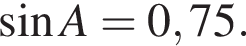 sin A = 0,75.